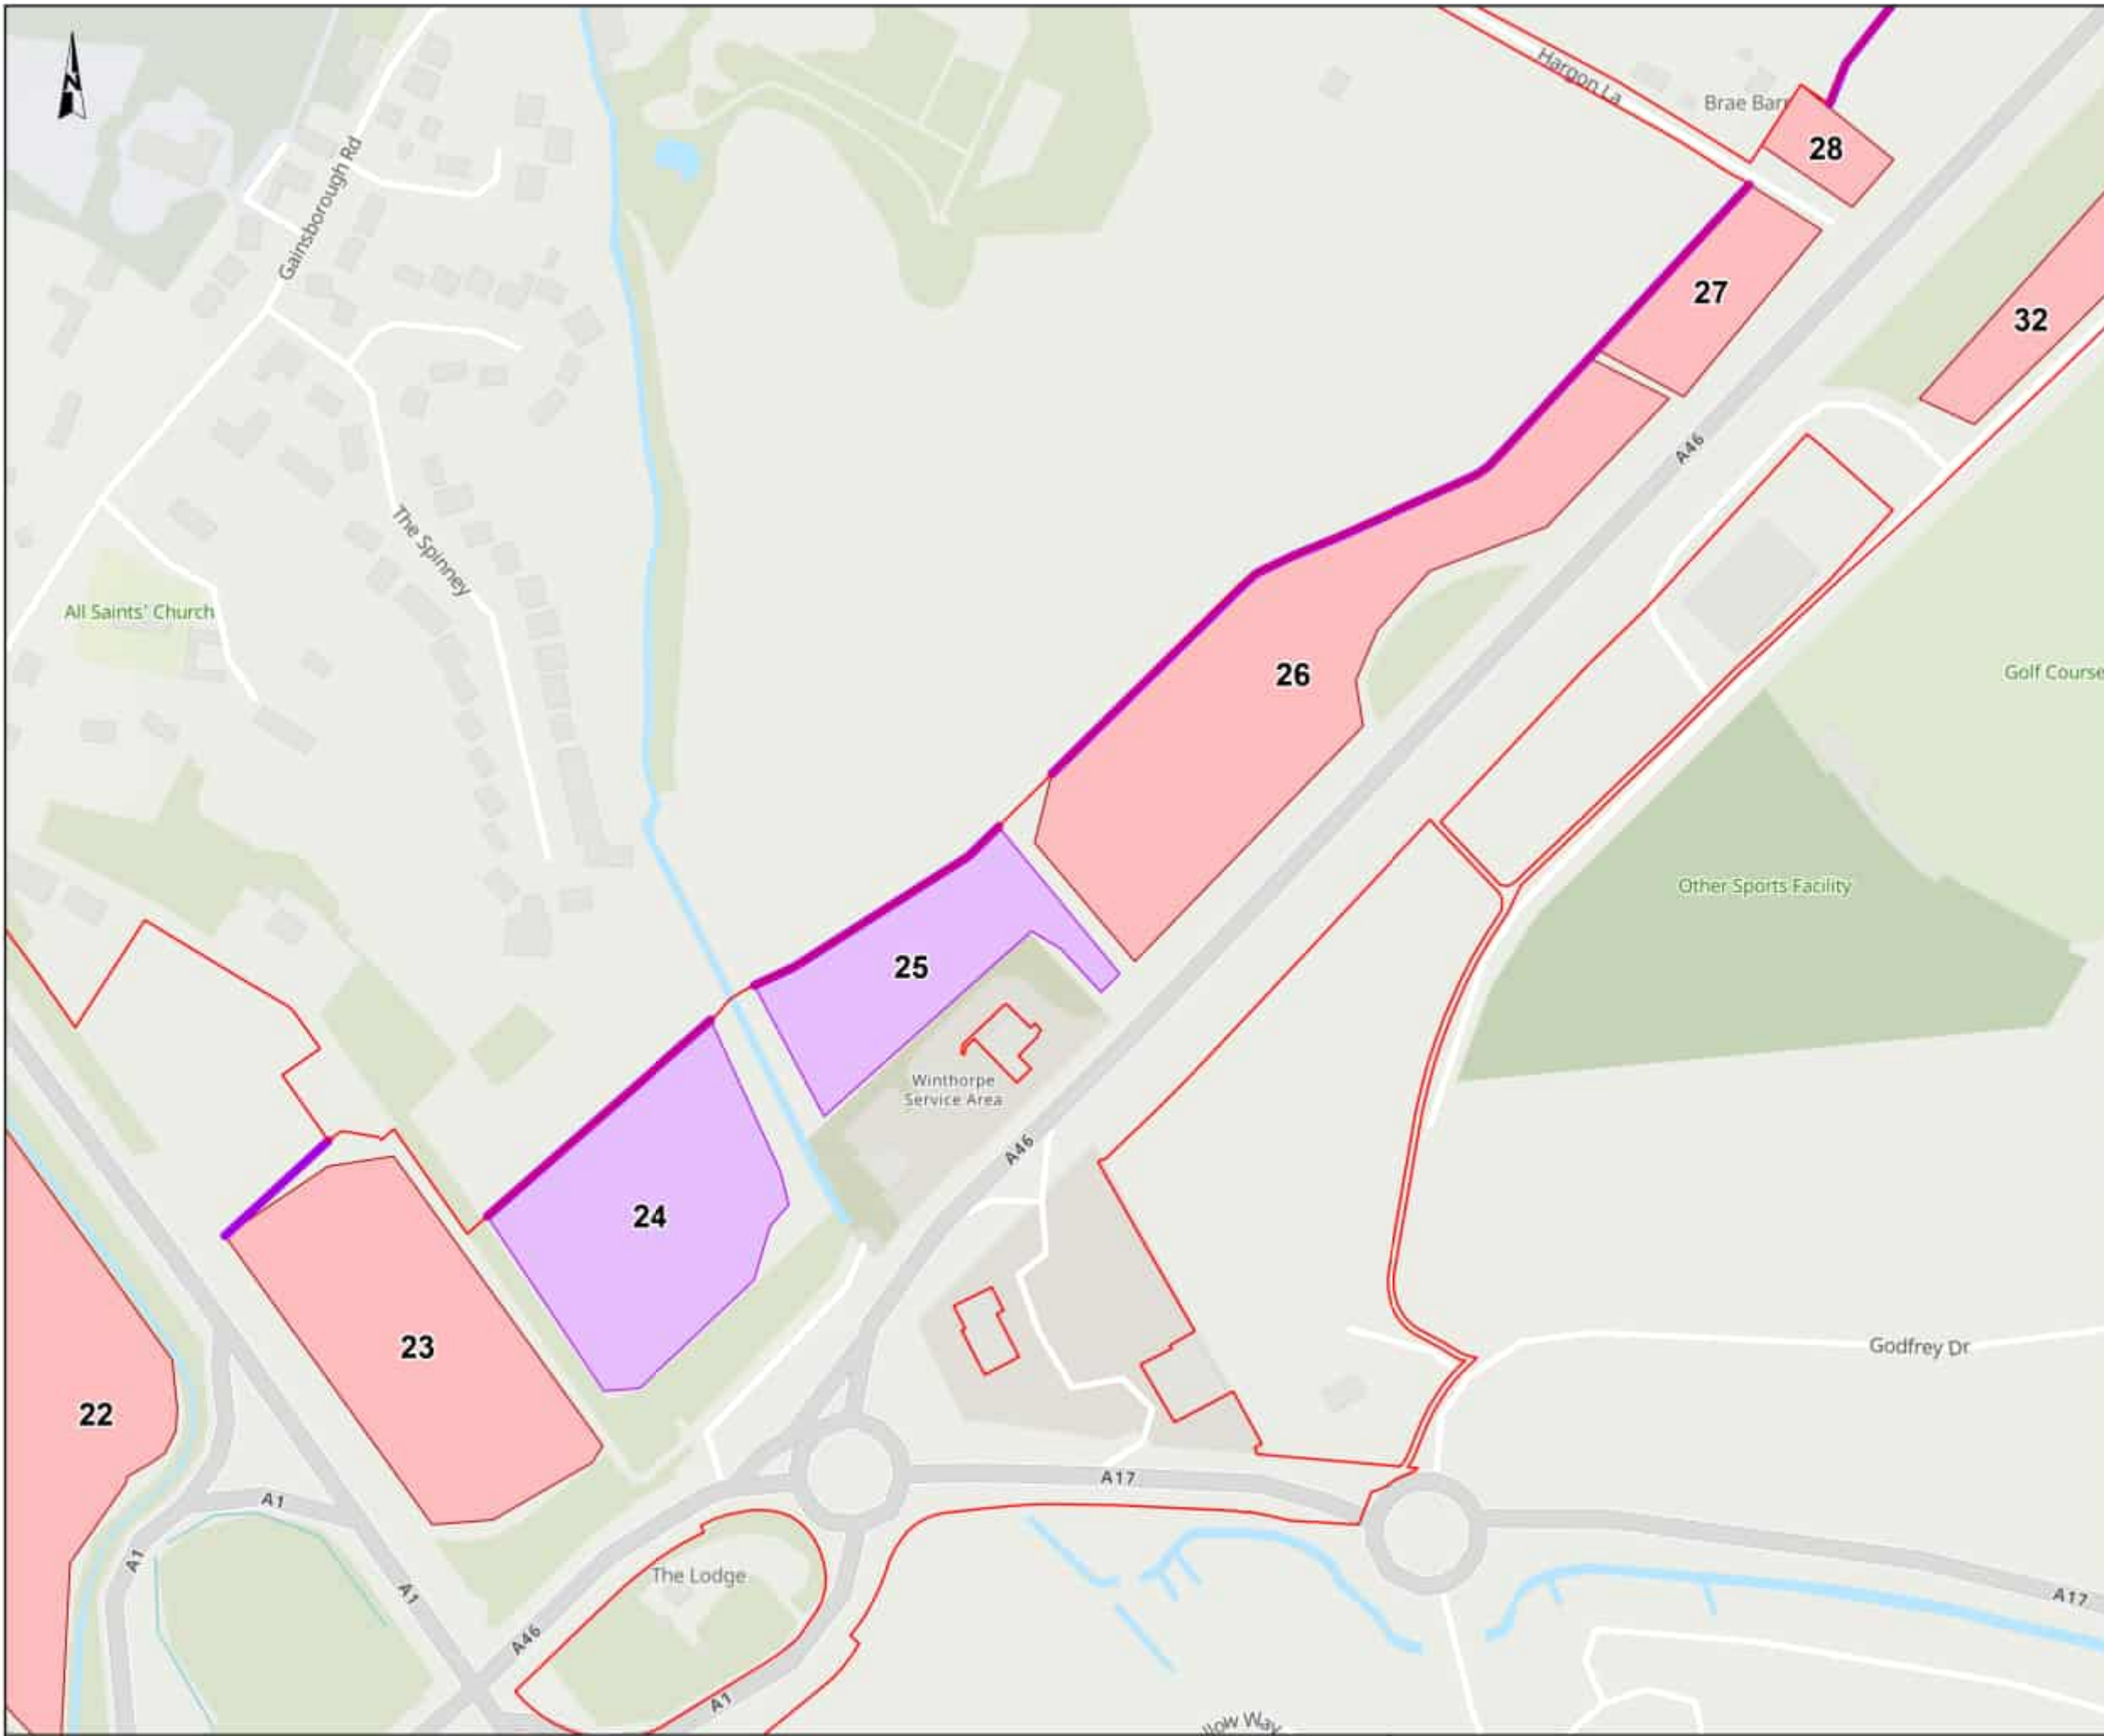 N
Hargon La
Brae Barn
28
Gainsborough Rd
27
32
A46
The Spinney
All Saints' Church
26
Golf Course
Other Sports Facility
25
Winthorpe
Service Area
A46
24
23
Godfrey Dr
22
A17
A1
A1
A1
The Lodge
A46
A17
A1
llow Way